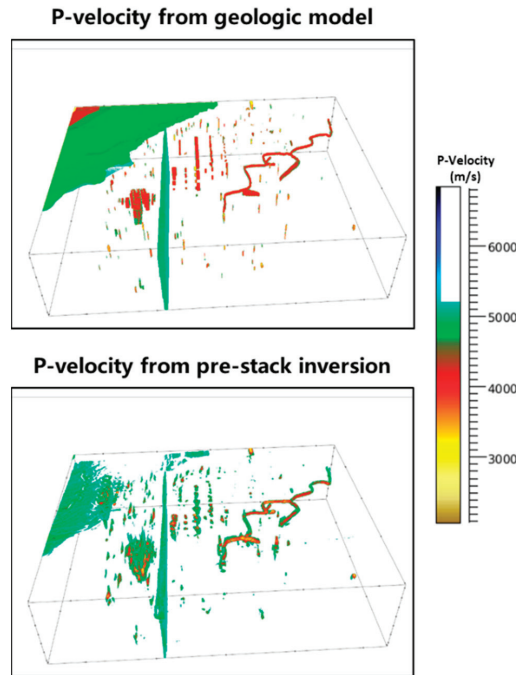 P-velocity from geologic model
P-Velocity
(m/s)
6000
5000
4000
3000
P-velocity from pre-stack inversion